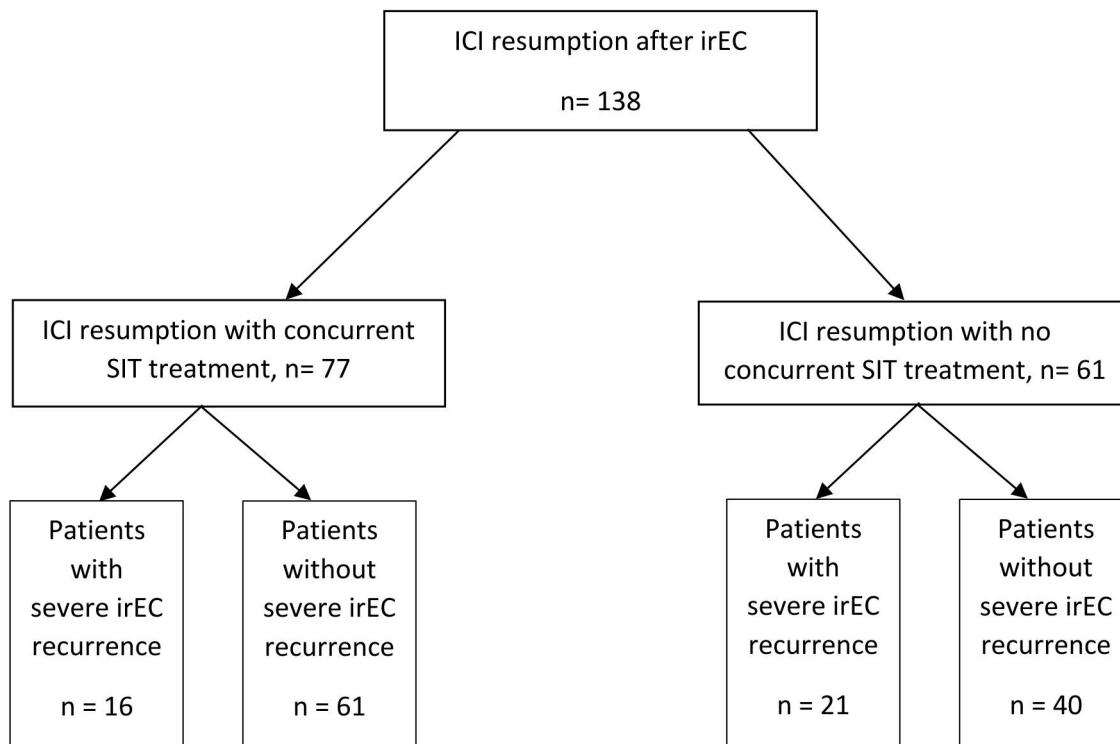 ICI resumption after irEC
n= 138
ICI resumption with concurrent
SIT treatment, n= 77
ICI resumption with no
concurrent SIT treatment, n= 61
Patients
with
severe irEC
recurrence
n = 16
Patients
without
severe irEC
recurrence
n = 61
Patients
with
severe irEC
recurrence
n = 21
Patients
without
severe irEC
recurrence
n = 40